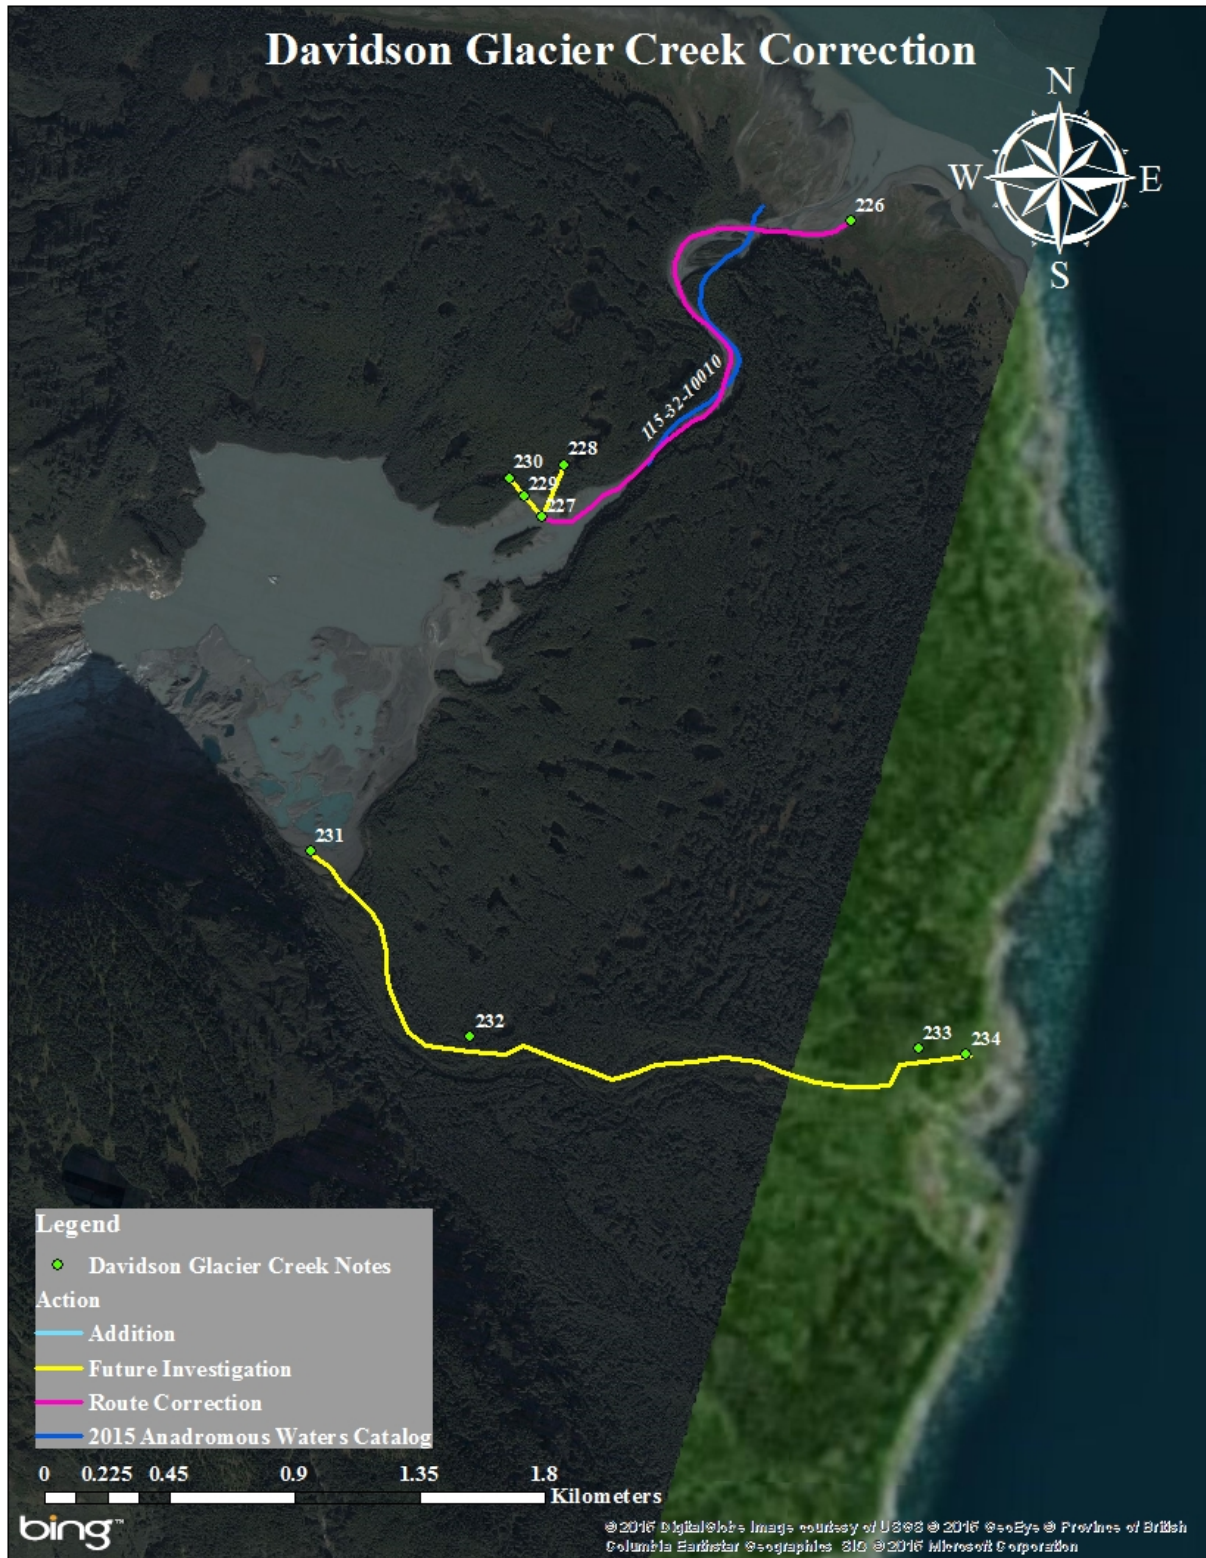 Davidson Glacier Creek Correction
N
W E
S
226
115-32-10010
228
230
229
227
231
232
233
234
Legend
Davidson Glacier Creek Notes
Action
Addition
Future Investigation
Route Correction
2015 Anadromous Waters Catalog
0 0.225 0.45 0.9 1.35 1.8
Kilometers
bing™
© 2016 DigitalGlobe Image courtesy of USGS © 2016 GeoEye © Province of British
Columbia Earthstar Geographics SIO © 2016 Microsoft Corporation